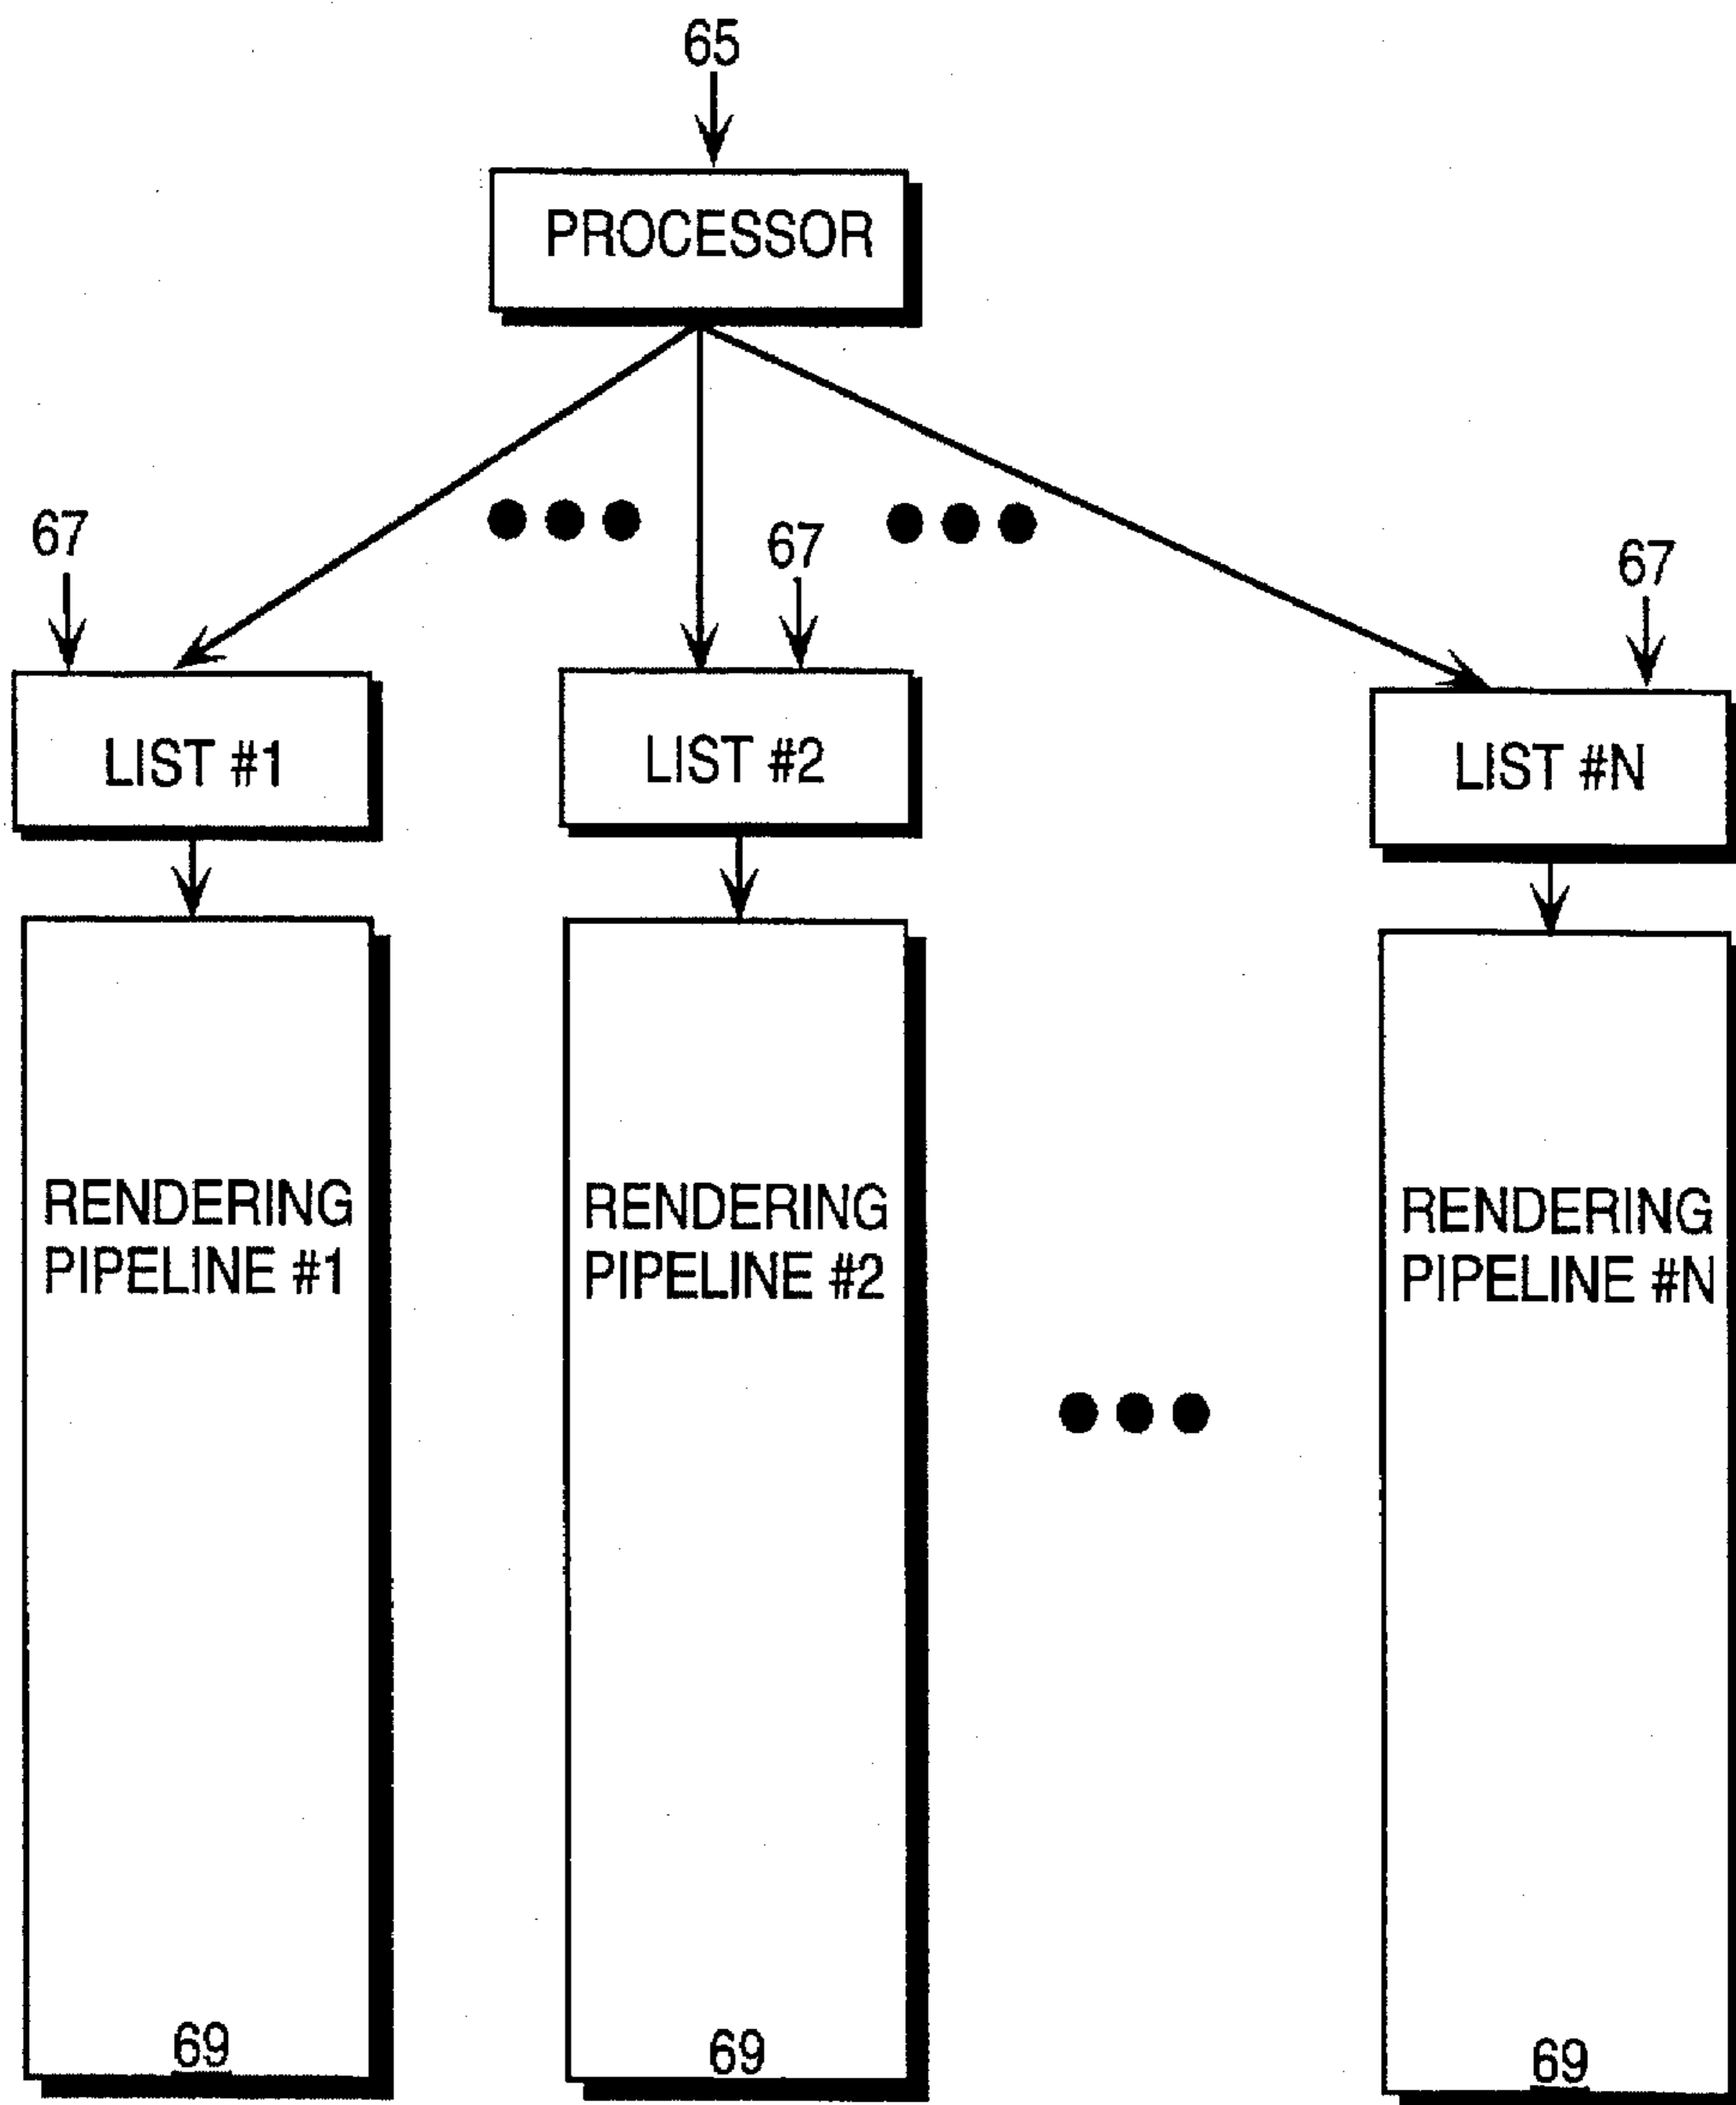 65
PROCESSOR
67
67
67
LIST #1
LIST #2
LIST #N
RENDERING
PIPELINE #1
RENDERING
PIPELINE #2
RENDERING
PIPELINE #N
69
69
69